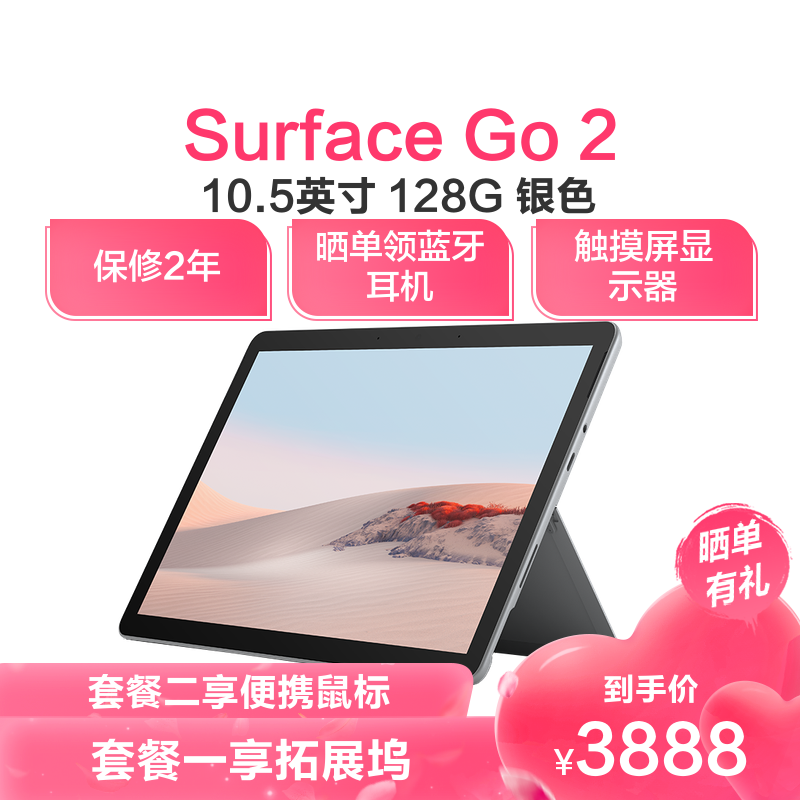 Surface Go 2
10.5英寸 128G 银色
保修2年
晒单领蓝牙
耳机
触摸屏显
示器
晒单
有礼
套餐二享便携鼠标
到手价
套餐一享拓展坞
¥3888